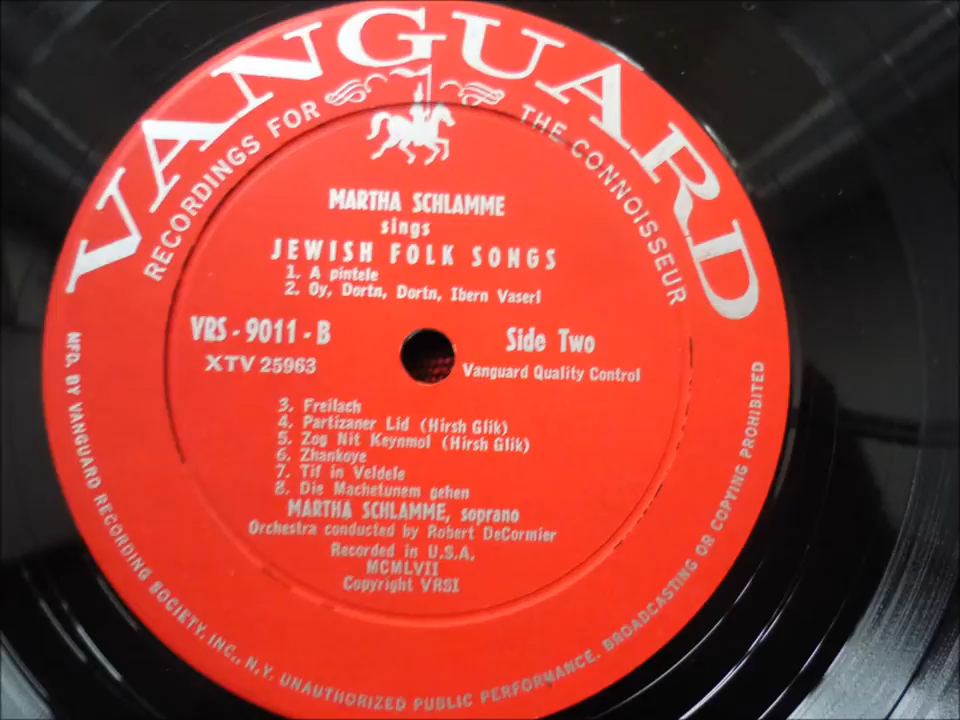 VANGUARD
RECORDINGS FOR THE CONNOISSEUR
MARTHA SCHLAMME
sings
JEWISH FOLK SONGS
1. A pintele
2. Oy, Dortn, Dortn, Ibern Vaserl
VRS - 9011 - B
Side Two
XTV 25963
Vanguard Quality Control
3. Freilach
4. Partizaner Lid (Hirsh Glik)
5. Zog Nit Keynmol (Hirsh Glik)
6. Zhankoye
7. Tif in Veldele
8. Die Machetunem gehen
MARTHA SCHLAMME, soprano
Orchestra conducted by Robert DeCormier
Recorded in U.S.A.
MCMLVII
Copyright VRSI
MFD. BY VANGUARD RECORDING SOCIETY, INC., N.Y. UNAUTHORIZED PUBLIC PERFORMANCE, BROADCASTING OR COPYING PROHIBITED